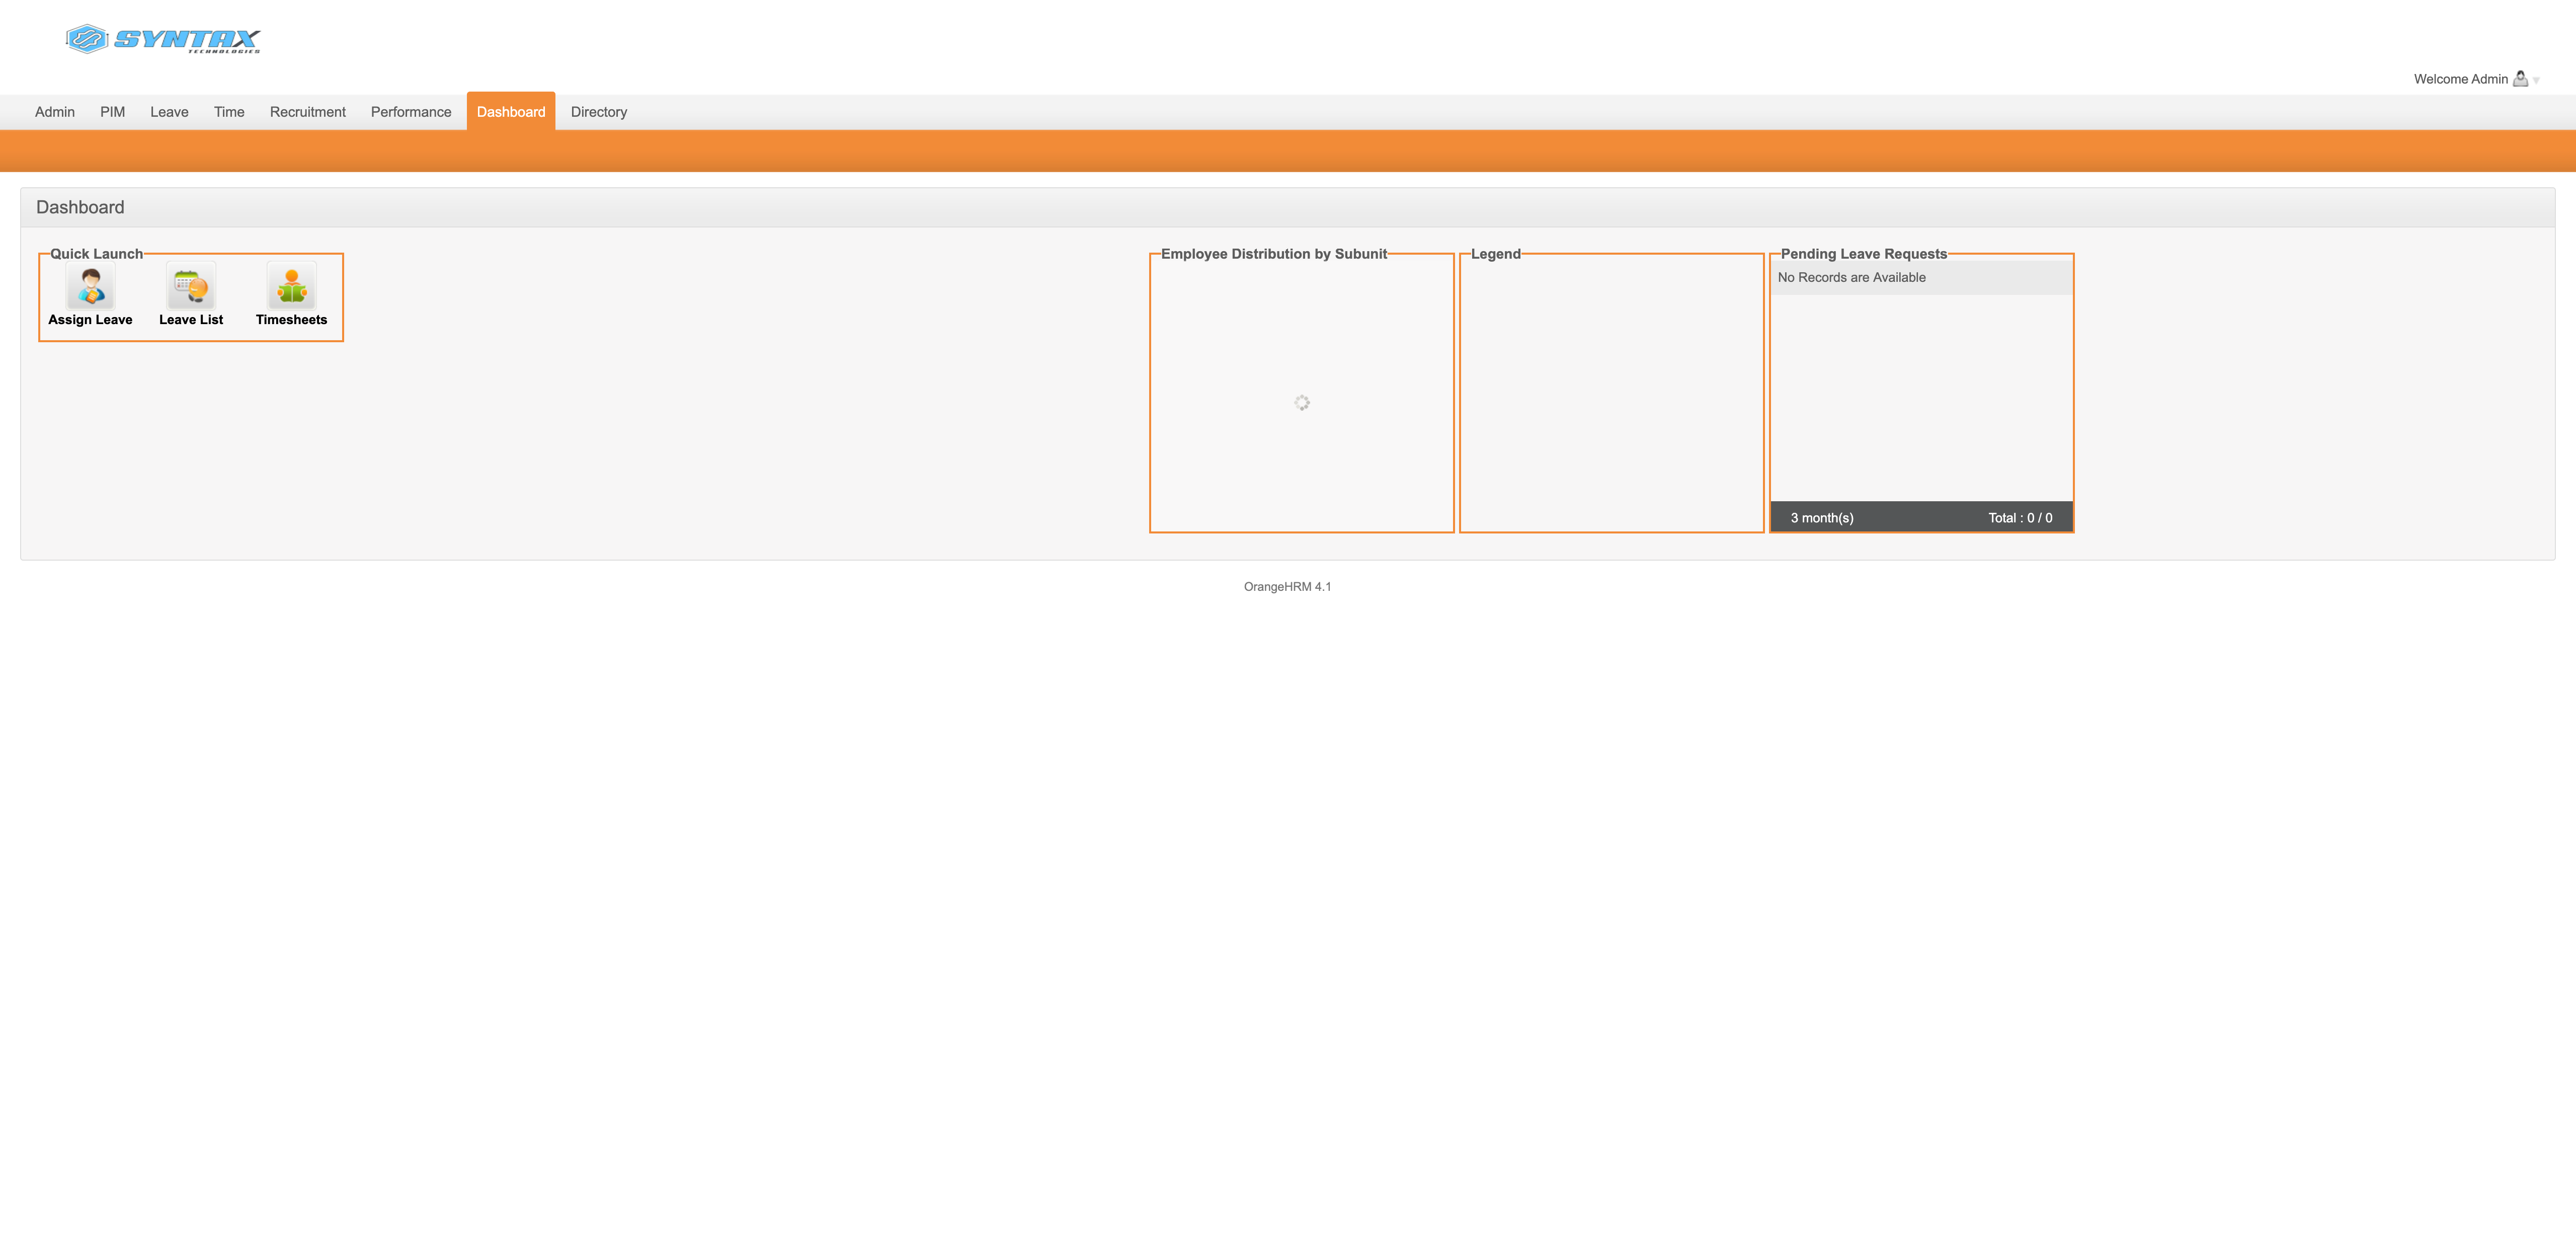 SYNTAX
TECHNOLOGIES
Welcome Admin
Admin PIM Leave Time Recruitment Performance Dashboard Directory
Dashboard
Quick Launch
Assign Leave Leave List Timesheets
Employee Distribution by Subunit
Legend
Pending Leave Requests
No Records are Available
3 month(s) Total : 0 / 0
OrangeHRM 4.1